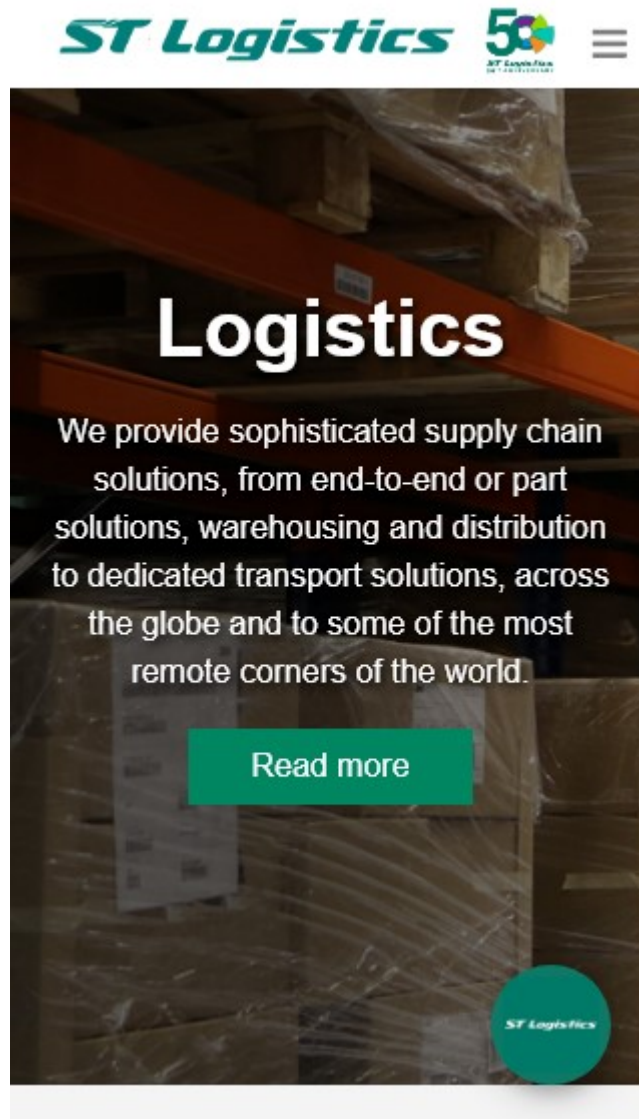 ST Logistics
50
ST Logistics
Logistics
We provide sophisticated supply chain
solutions, from end-to-end or part
solutions, warehousing and distribution
to dedicated transport solutions, across
the globe and to some of the most
remote corners of the world.
Read more
ST Logistics